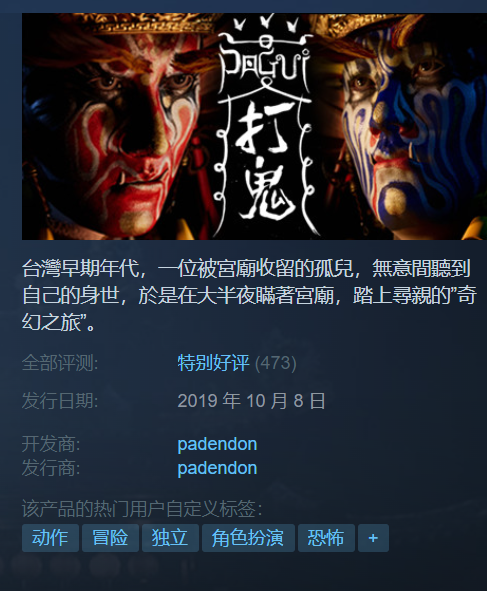 PAGUI
打
鬼
台灣早期年代，一位被宮廟收留的孤兒，無意間聽到
自己的身世，於是在大半夜瞞著宮廟，踏上尋親的”奇
幻之旅”。
全部评测: 特别好评 (473)
发行日期: 2019 年 10 月 8 日
开发商: padendon
发行商: padendon
该产品的热门用户自定义标签:
动作 冒险 独立 角色扮演 恐怖 +